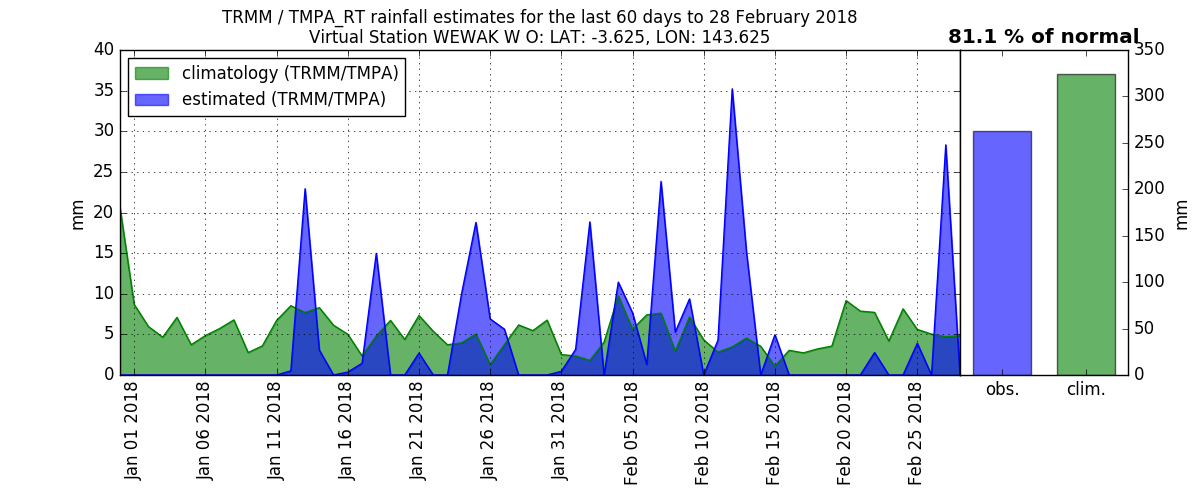 TRMM / TMPA_RT rainfall estimates for the last 60 days to 28 February 2018
Virtual Station WEWAK W O: LAT: -3.625, LON: 143.625
81.1 % of normal
climatology (TRMM/TMPA)
estimated (TRMM/TMPA)
40
35
30
25
20
15
10
5
0
mm
350
300
250
200
150
100
50
0
mm
Jan 01 2018
Jan 06 2018
Jan 11 2018
Jan 16 2018
Jan 21 2018
Jan 26 2018
Jan 31 2018
Feb 05 2018
Feb 10 2018
Feb 15 2018
Feb 20 2018
Feb 25 2018
obs.
clim.